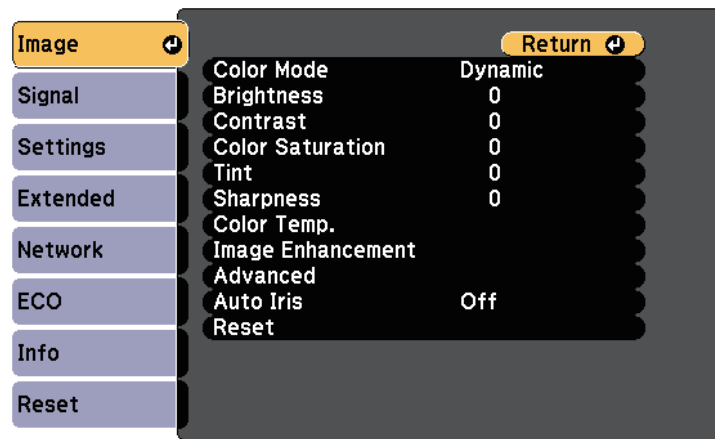 Image
Signal
Settings
Extended
Network
ECO
Info
Reset
Return
Color Mode Dynamic
Brightness 0
Contrast 0
Color Saturation 0
Tint 0
Sharpness 0
Color Temp.
Image Enhancement
Advanced
Auto Iris Off
Reset